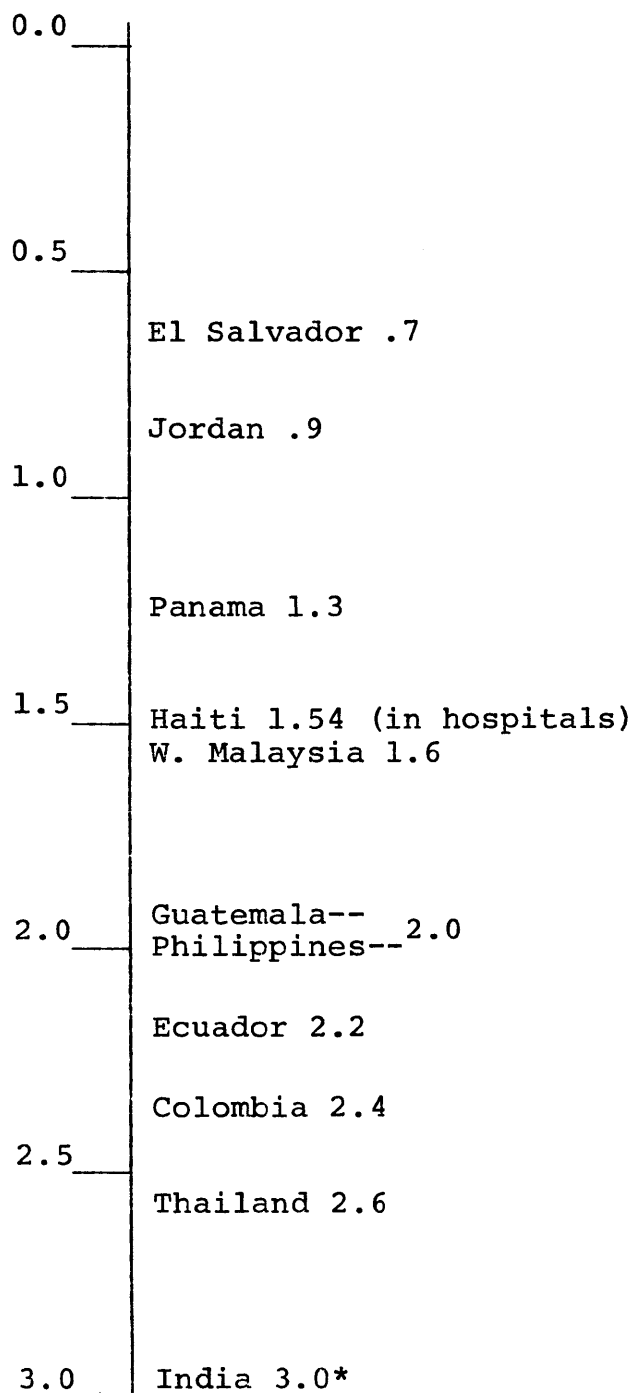 0.0
0.5
El Salvador .7
Jordan .9
1.0
Panama 1.3
1.5
Haiti 1.54 (in hospitals)
W. Malaysia 1.6
Guatemala--
2.0 Philippines--2.0
Ecuador 2.2
Colombia 2.4
2.5
Thailand 2.6
3.0 India 3.0*